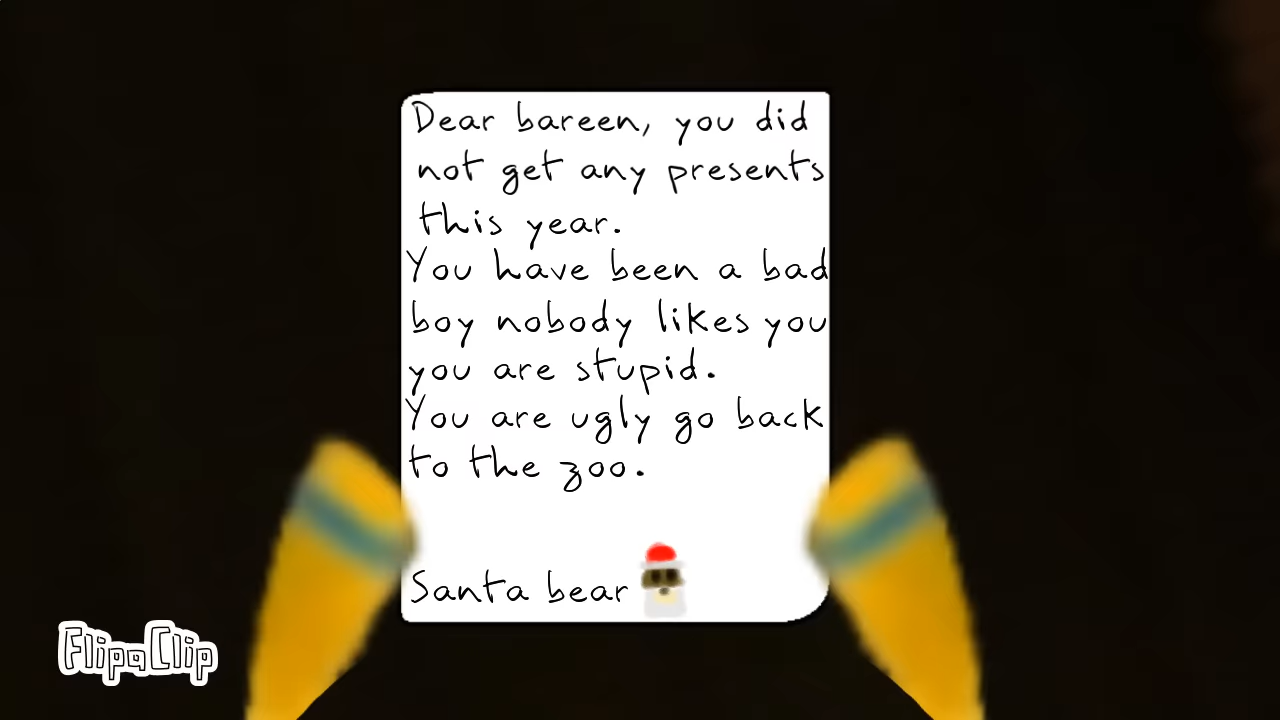 Dear bareen, you did
not get any presents
this year.
You have been a bad
boy nobody likes you
you are stupid.
You are ugly go back
to the zoo.
Santa bear
FlipaClip